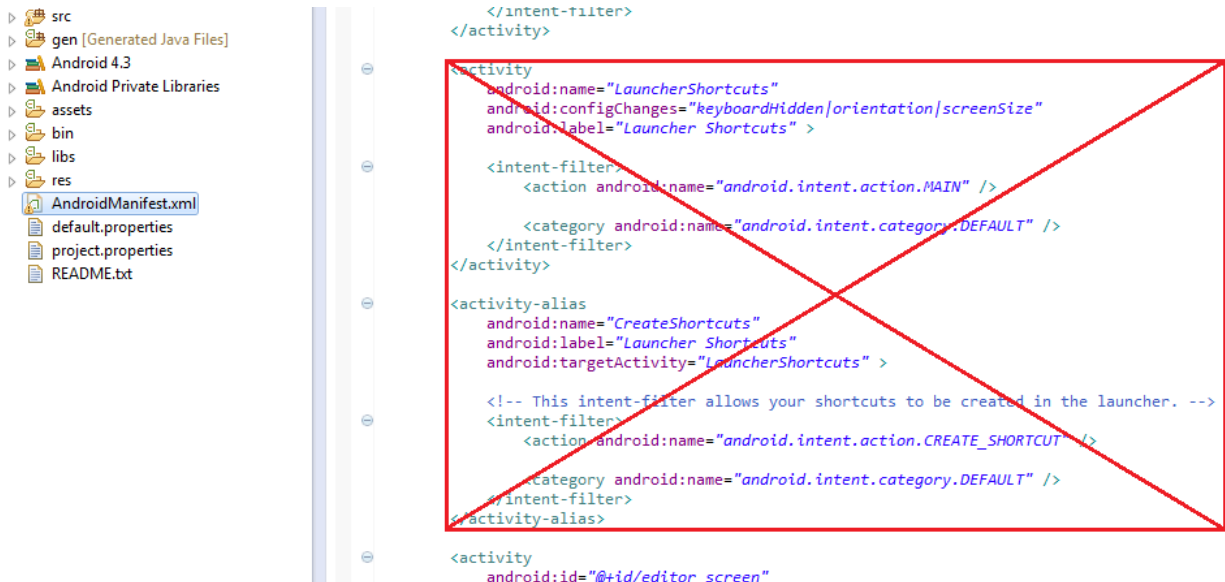 src
gen [Generated Java Files]
Android 4.3
Android Private Libraries
assets
bin
libs
res
AndroidManifest.xml
default.properties
project.properties
README.txt
</intent-filter>
</activity>
<activity
android:name="LauncherShortcuts"
android:configChanges="keyboardHidden|orientation|screenSize"
android:label="Launcher Shortcuts" >
<intent-filter>
<action android:name="android.intent.action.MAIN" />
<category android:name="android.intent.category.DEFAULT" />
</intent-filter>
</activity>
<activity-alias
android:name="CreateShortcuts"
android:label="Launcher Shortcuts"
android:targetActivity="LauncherShortcuts" >
<!-- This intent-filter allows your shortcuts to be created in the launcher. -->
<intent-filter>
<action android:name="android.intent.action.CREATE_SHORTCUT" />
<category android:name="android.intent.category.DEFAULT" />
</intent-filter>
</activity-alias>
<activity
android:id="@+id/editor_screen"